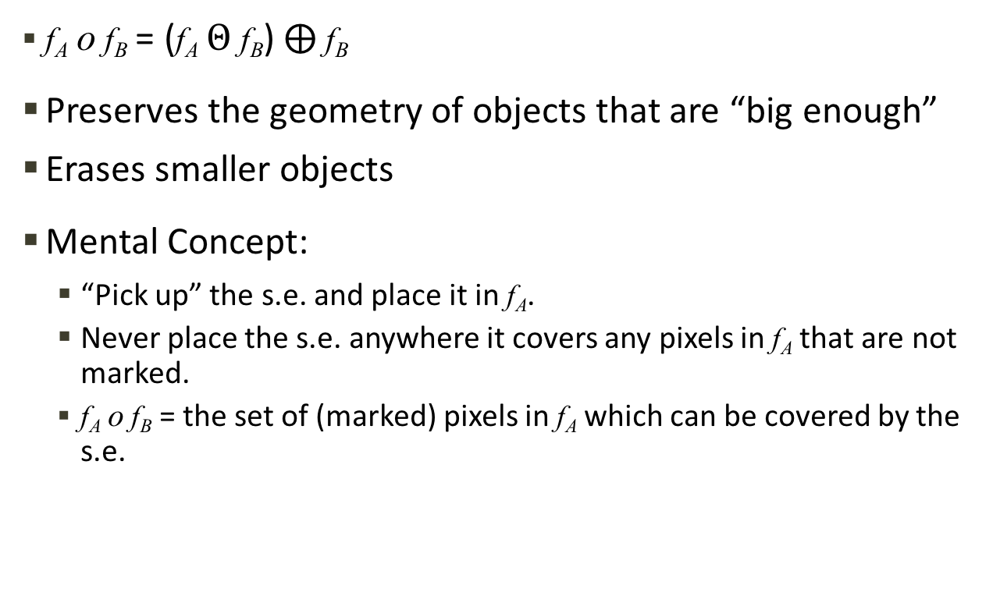 ▪ f_A o f_B = (f_A Θ f_B) ⊕ f_B
▪ Preserves the geometry of objects that are “big enough”
▪ Erases smaller objects
▪ Mental Concept:
▪ “Pick up” the s.e. and place it in f_A.
▪ Never place the s.e. anywhere it covers any pixels in f_A that are not
marked.
▪ f_A o f_B = the set of (marked) pixels in f_A which can be covered by the
s.e.